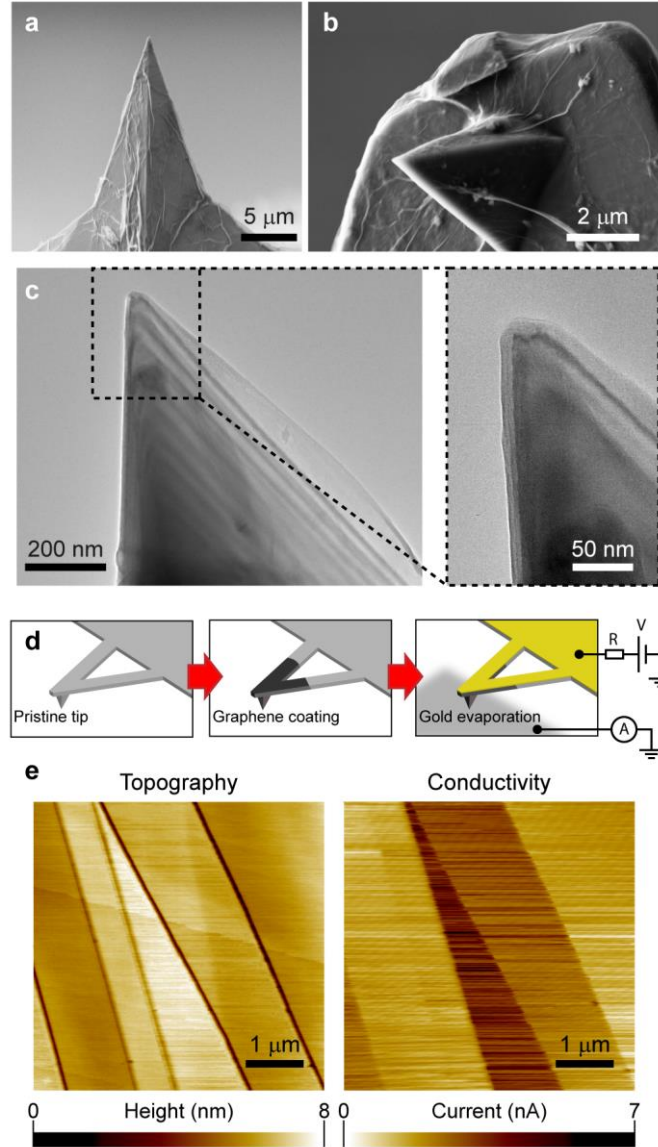 a
b
5 μm
2 μm
c
200 nm
50 nm
d
Pristine tip
Graphene coating
Gold evaporation
R
V
A
e
Topography
Conductivity
1 μm
1 μm
0
Height (nm)
8
0
Current (nA)
7